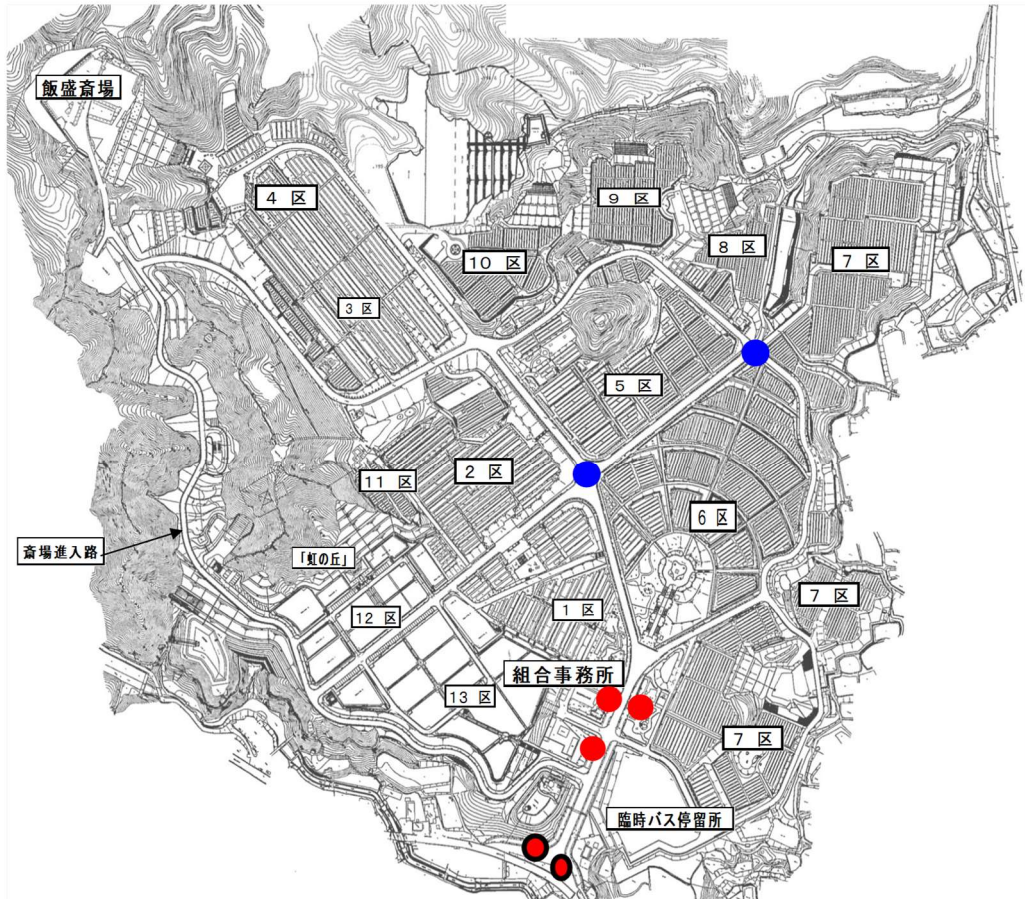 飯盛斎場
4 区
9 区
8 区
7 区
10 区
3 区
5 区
2 区
11 区
6 区
斎場進入路
「虹の丘」
12 区
1 区
7 区
組合事務所
13 区
7 区
臨時バス停留所